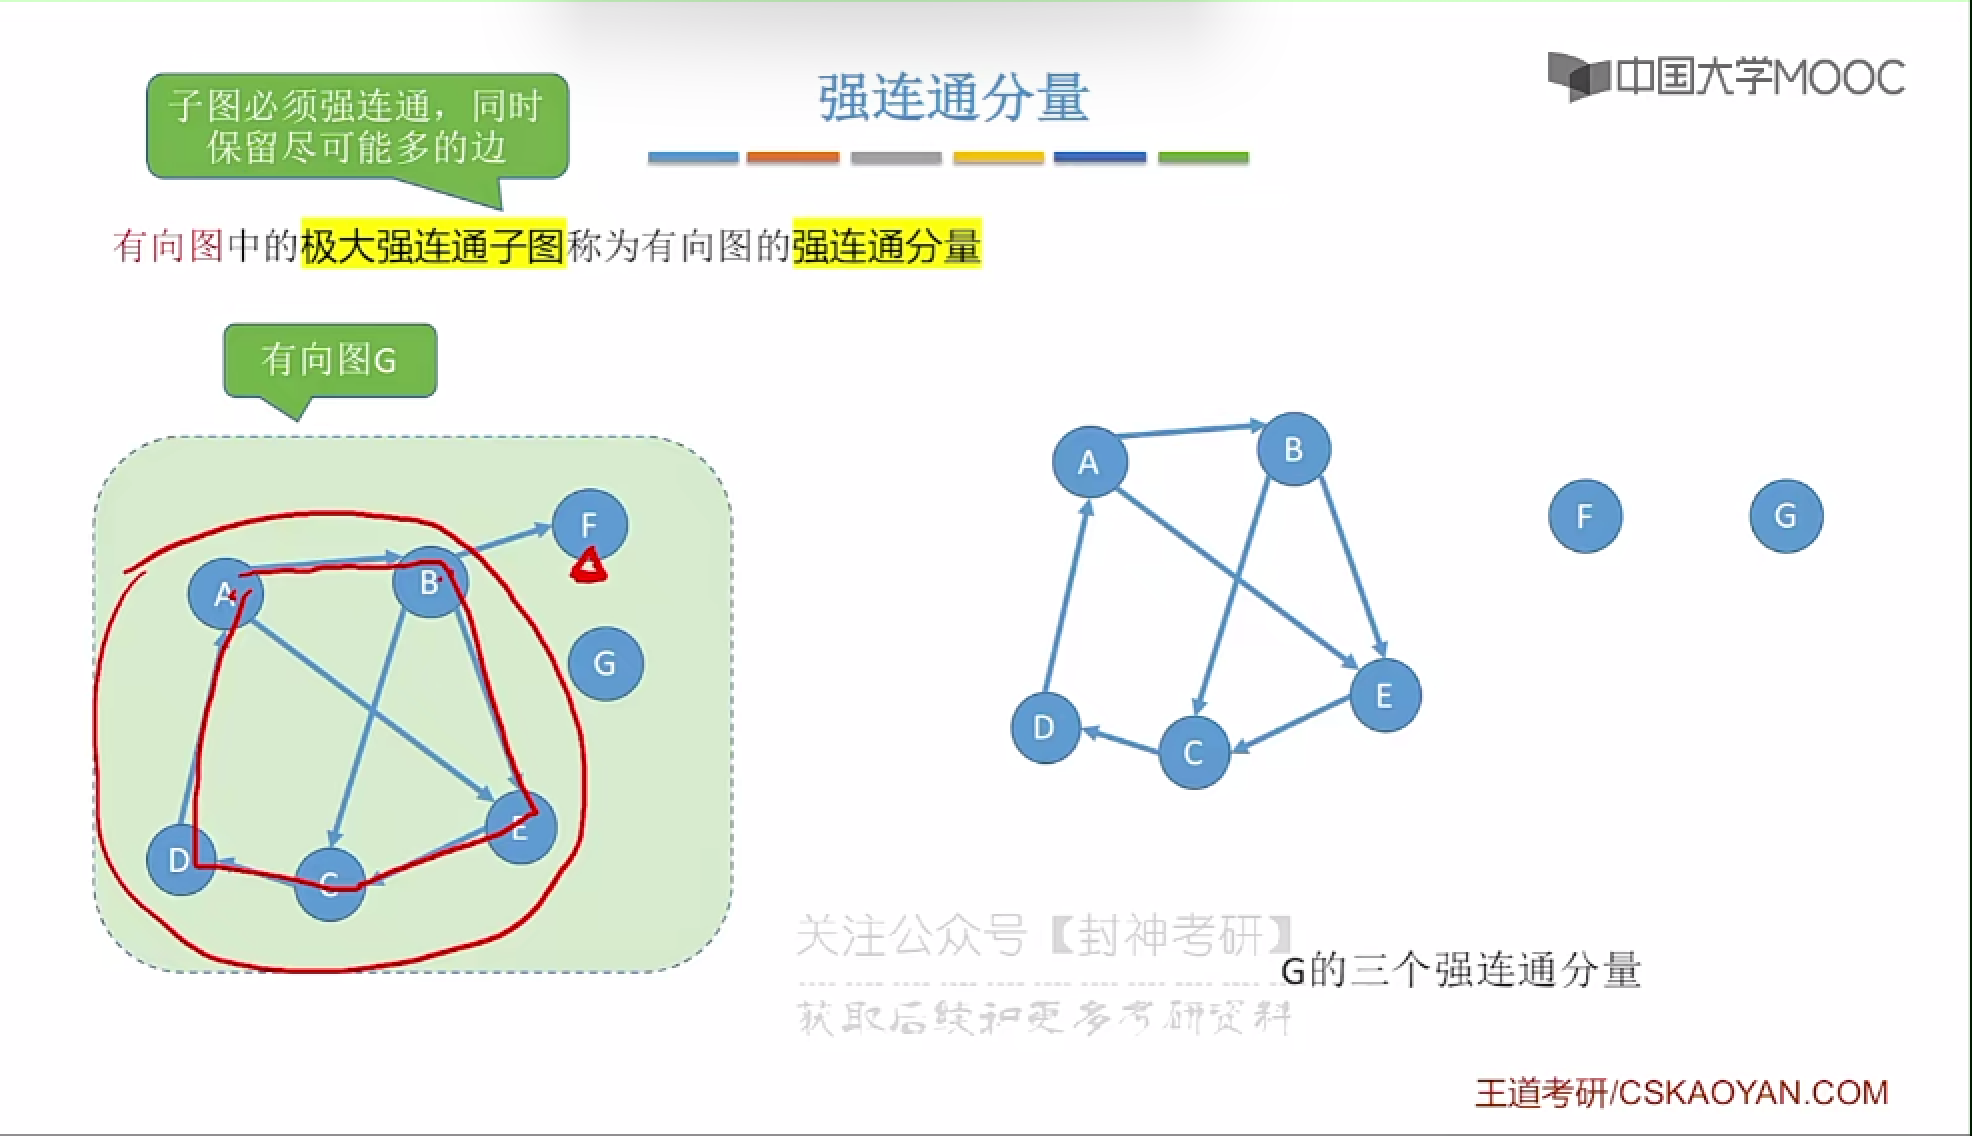 中国大学MOOC
强连通分量
子图必须强连通，同时
保留尽可能多的边
有向图中的极大强连通子图称为有向图的强连通分量
有向图G
F
A
B
G
D
C
E
A
B
F
G
D
C
E
关注公众号【封神考研】
获取后续和更多考研资料
G的三个强连通分量
王道考研/CSKAOYAN.COM